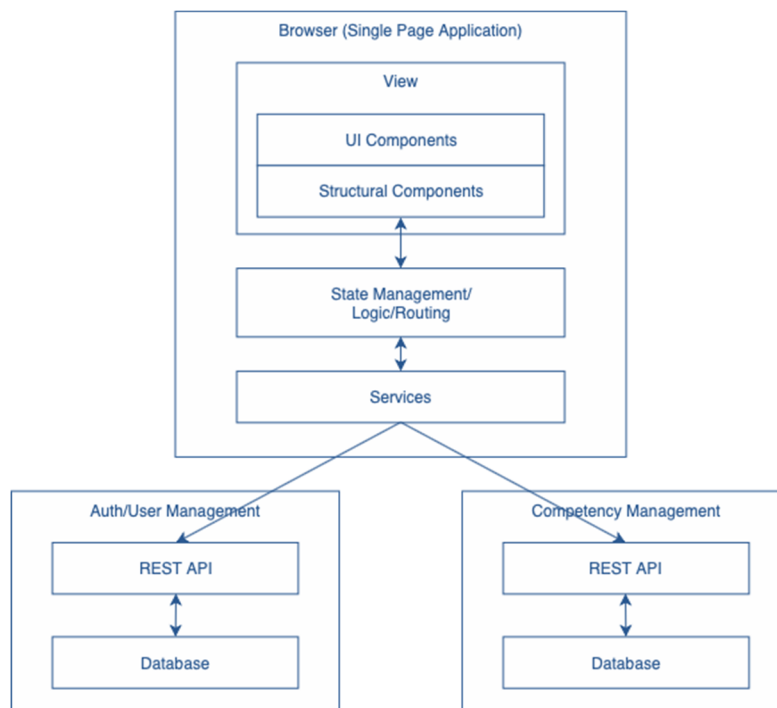 Browser (Single Page Application)
View
UI Components
Structural Components
State Management/
Logic/Routing
Services
Auth/User Management
REST API
Database
Competency Management
REST API
Database